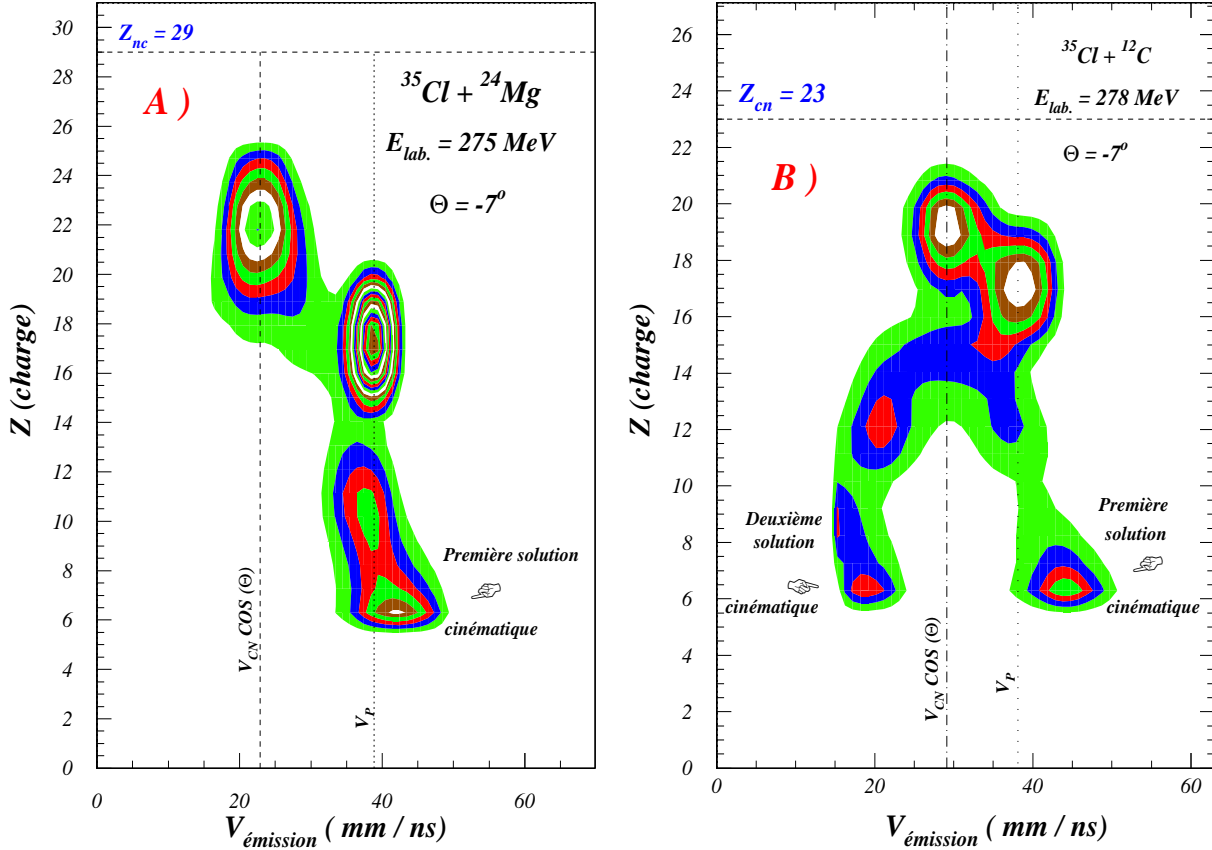 Z_nc = 29
A )
³⁵Cl + ²⁴Mg
E_lab. = 275 MeV
Θ = -7⁰
Première solution
cinématique
V_CN COS (Θ)
V_P
Z (charge)
30
28
26
24
22
20
18
16
14
12
10
8
6
4
2
0
0
20
40
60
V_émission ( mm / ns )
³⁵Cl + ¹²C
E_lab. = 278 MeV
Z_cn = 23
Θ = -7⁰
B )
Deuxième
solution
cinématique
Première
solution
cinématique
V_CN COS (Θ)
V_P
Z (charge)
26
24
22
20
18
16
14
12
10
8
6
4
2
0
0
20
40
60
V_émission ( mm / ns )